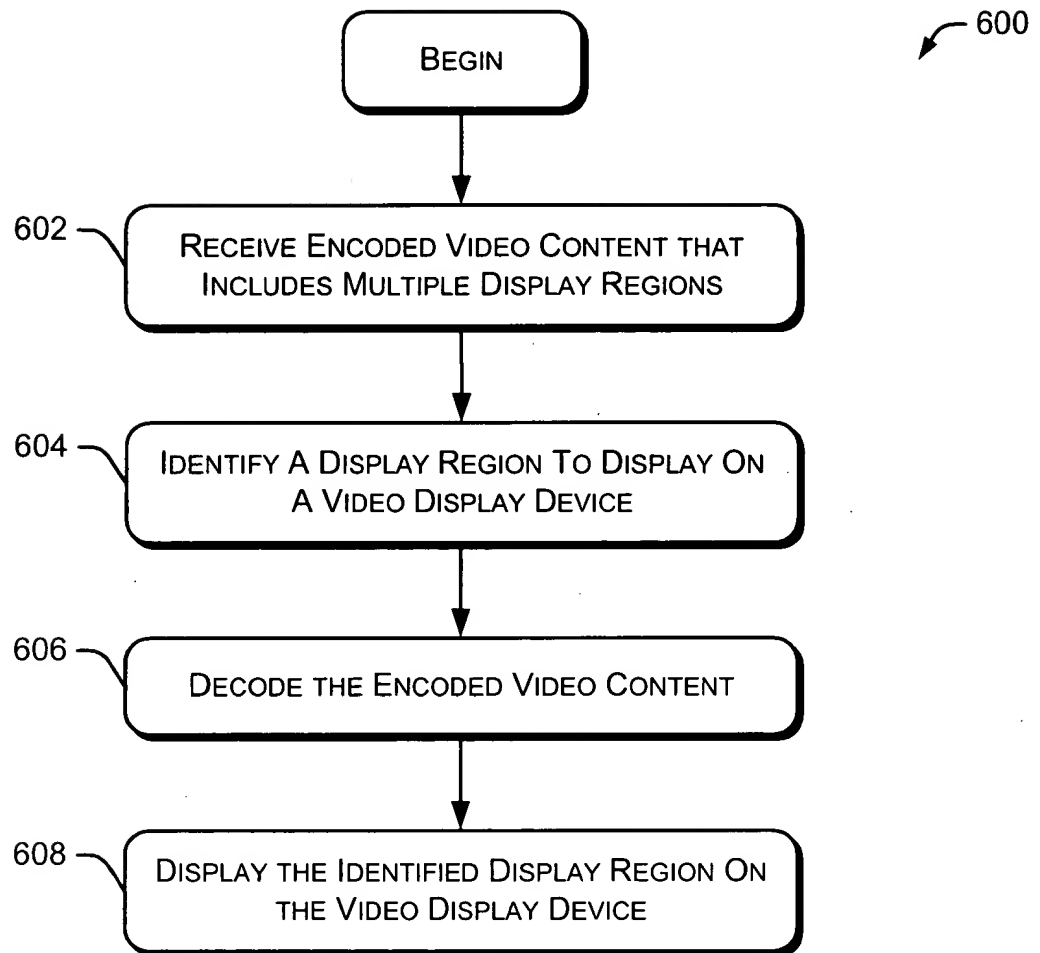 BEGIN
600
602
RECEIVE ENCODED VIDEO CONTENT THAT
INCLUDES MULTIPLE DISPLAY REGIONS
604
IDENTIFY A DISPLAY REGION TO DISPLAY ON
A VIDEO DISPLAY DEVICE
606
DECODE THE ENCODED VIDEO CONTENT
608
DISPLAY THE IDENTIFIED DISPLAY REGION ON
THE VIDEO DISPLAY DEVICE